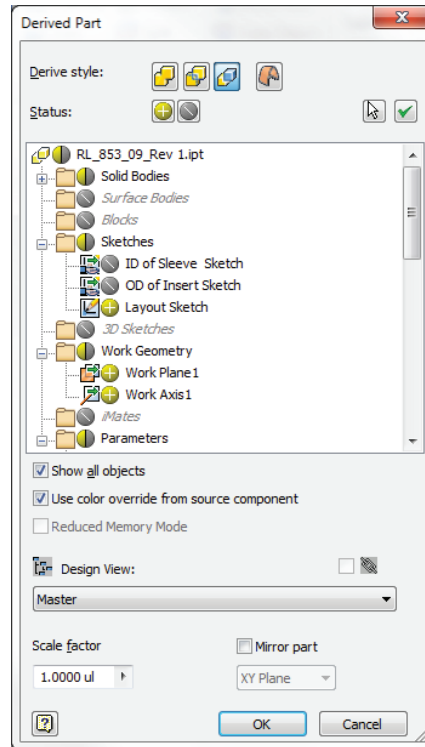 Derived Part
Derive style:
Status:
RL_853_09_Rev 1.ipt
Solid Bodies
Surface Bodies
Blocks
Sketches
ID of Sleeve Sketch
OD of Insert Sketch
Layout Sketch
3D Sketches
Work Geometry
Work Plane1
Work Axis1
iMates
Parameters
Show all objects
Use color override from source component
Reduced Memory Mode
Design View:
Master
Scale factor
Mirror part
1.0000 ul
XY Plane
?
OK
Cancel